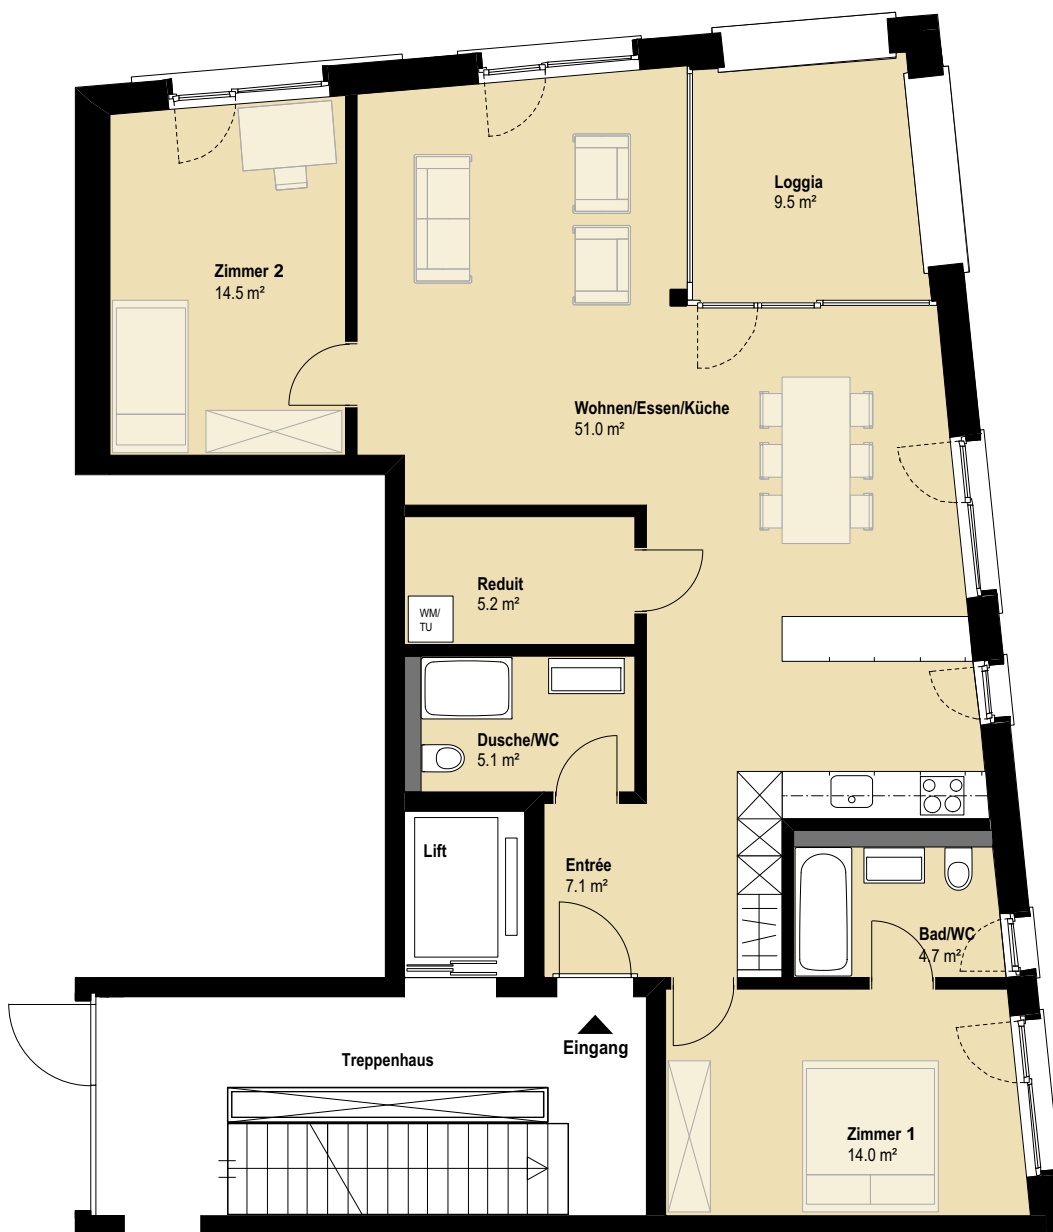 Loggia
9.5 m²
Zimmer 2
14.5 m²
Wohnen/Essen/Küche
51.0 m²
Reduit
5.2 m²
WM/
TU
Dusche/WC
5.1 m²
Lift
Entrée
7.1 m²
Bad/WC
4.7 m²
Eingang
Treppenhaus
Zimmer 1
14.0 m²